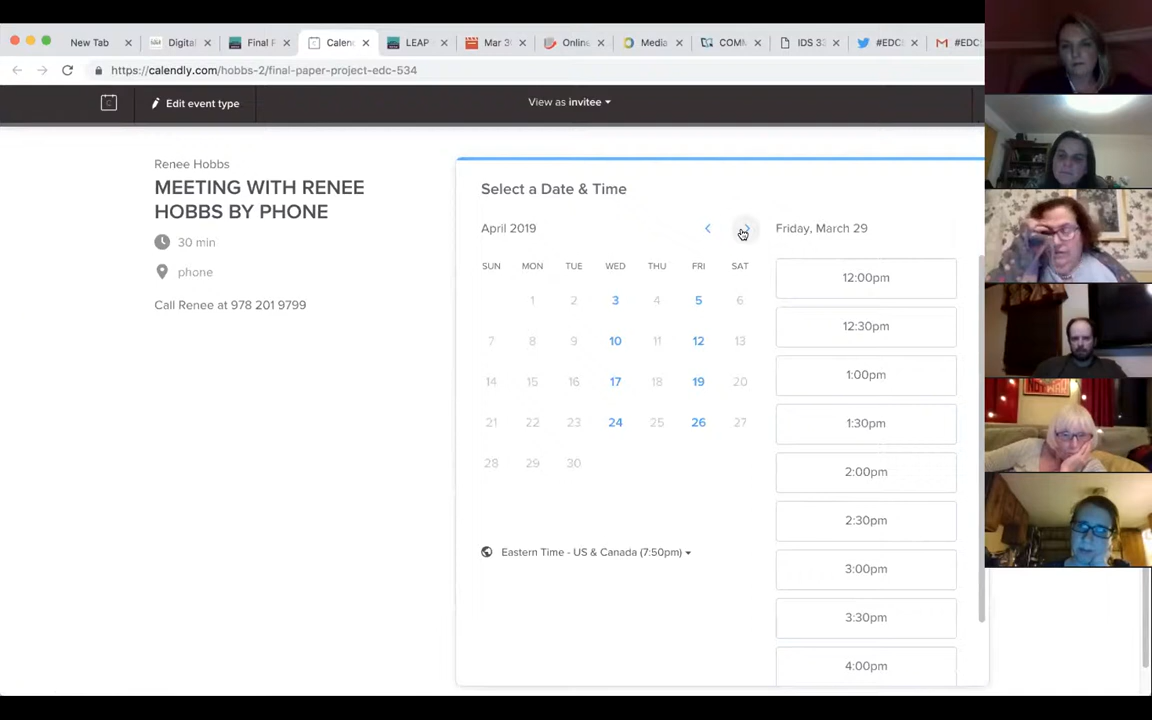 New Tab
Digital
Final P
Calen
LEAP
Mar 3
Online
Media
COMM
IDS 33
#EDC
#EDC
https://calendly.com/hobbs-2/final-paper-project-edc-534
Edit event type
View as invitee
Renee Hobbs
MEETING WITH RENEE
HOBBS BY PHONE
30 min
phone
Call Renee at 978 201 9799
Select a Date & Time
April 2019
Friday, March 29
SUN MON TUE WED THU FRI SAT
1 2 3 4 5 6
7 8 9 10 11 12 13
14 15 16 17 18 19 20
21 22 23 24 25 26 27
28 29 30
Eastern Time - US & Canada (7:50pm)
12:00pm
12:30pm
1:00pm
1:30pm
2:00pm
2:30pm
3:00pm
3:30pm
4:00pm